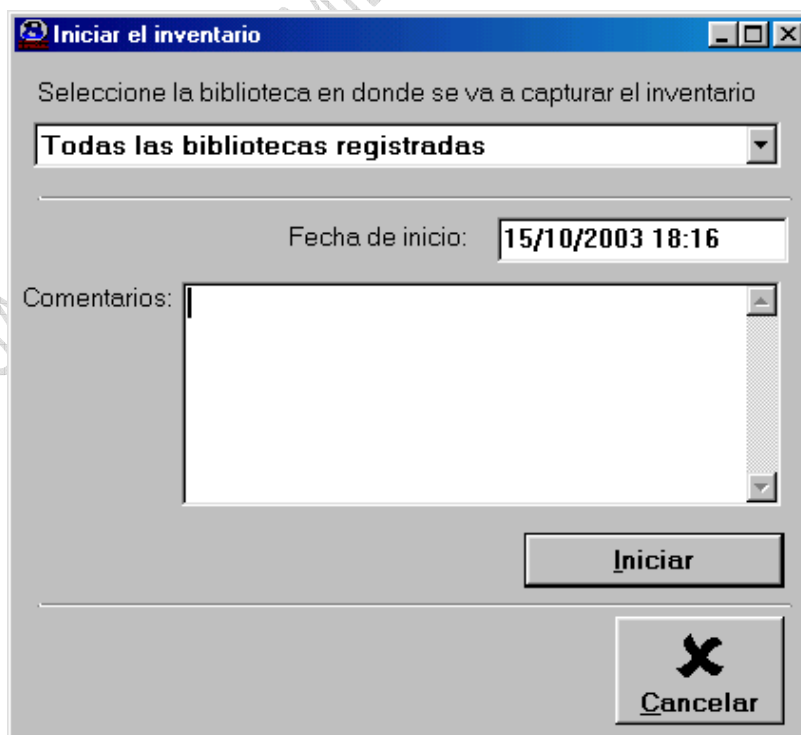 Iniciar el inventario
Seleccione la biblioteca en donde se va a capturar el inventario
Todas las bibliotecas registradas
Fecha de inicio: 15/10/2003 18:16
Comentarios:
Iniciar
Cancelar